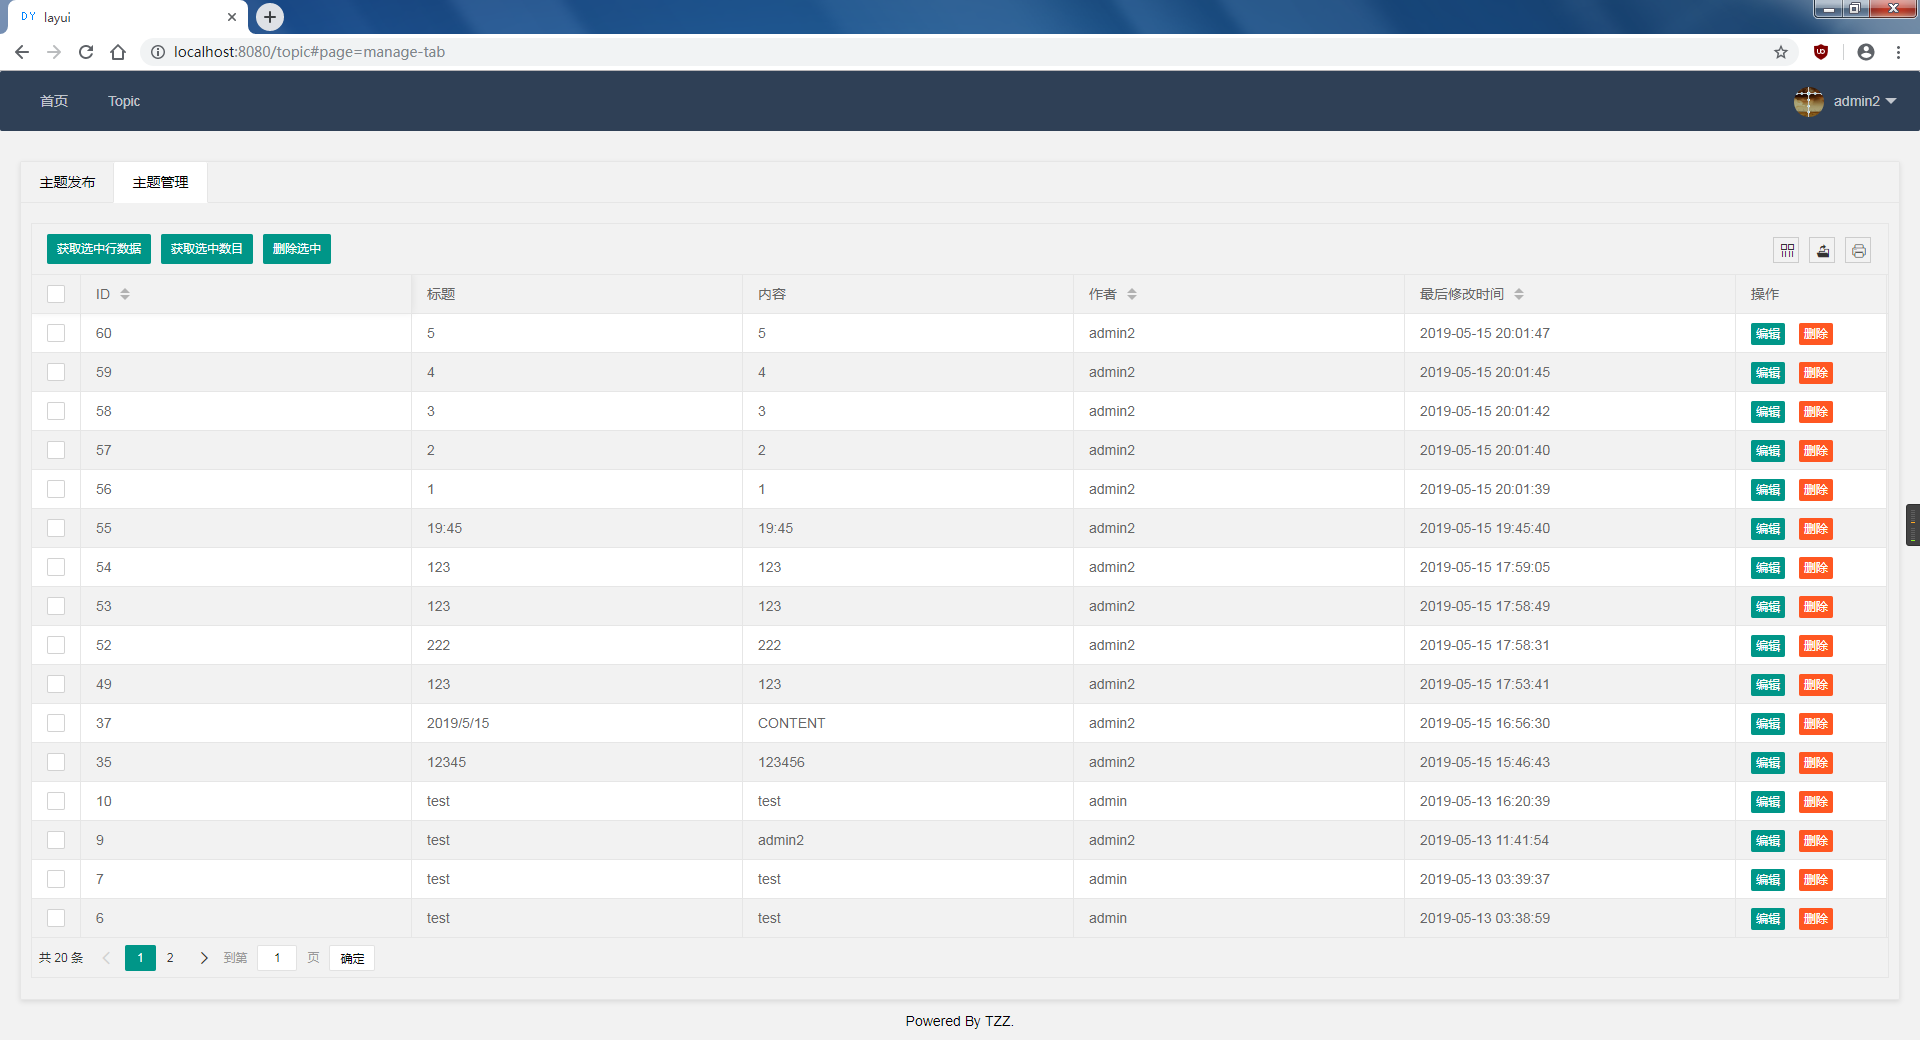 DY layui
localhost:8080/topic#page=manage-tab
首页 Topic admin2
主题发布 主题管理
获取选中行数据 获取选中数目 删除选中
ID 标题 内容 作者 最后修改时间 操作
60 5 5 admin2 2019-05-15 20:01:47 编辑 删除
59 4 4 admin2 2019-05-15 20:01:45 编辑 删除
58 3 3 admin2 2019-05-15 20:01:42 编辑 删除
57 2 2 admin2 2019-05-15 20:01:40 编辑 删除
56 1 1 admin2 2019-05-15 20:01:39 编辑 删除
55 19:45 19:45 admin2 2019-05-15 19:45:40 编辑 删除
54 123 123 admin2 2019-05-15 17:59:05 编辑 删除
53 123 123 admin2 2019-05-15 17:58:49 编辑 删除
52 222 222 admin2 2019-05-15 17:58:31 编辑 删除
49 123 123 admin2 2019-05-15 17:53:41 编辑 删除
37 2019/5/15 CONTENT admin2 2019-05-15 16:56:30 编辑 删除
35 12345 123456 admin2 2019-05-15 15:46:43 编辑 删除
10 test test admin 2019-05-13 16:20:39 编辑 删除
9 test admin2 admin2 2019-05-13 11:41:54 编辑 删除
7 test test admin 2019-05-13 03:39:37 编辑 删除
6 test test admin 2019-05-13 03:38:59 编辑 删除
共 20 条 1 2 到第 1 页 确定
Powered By TZZ.